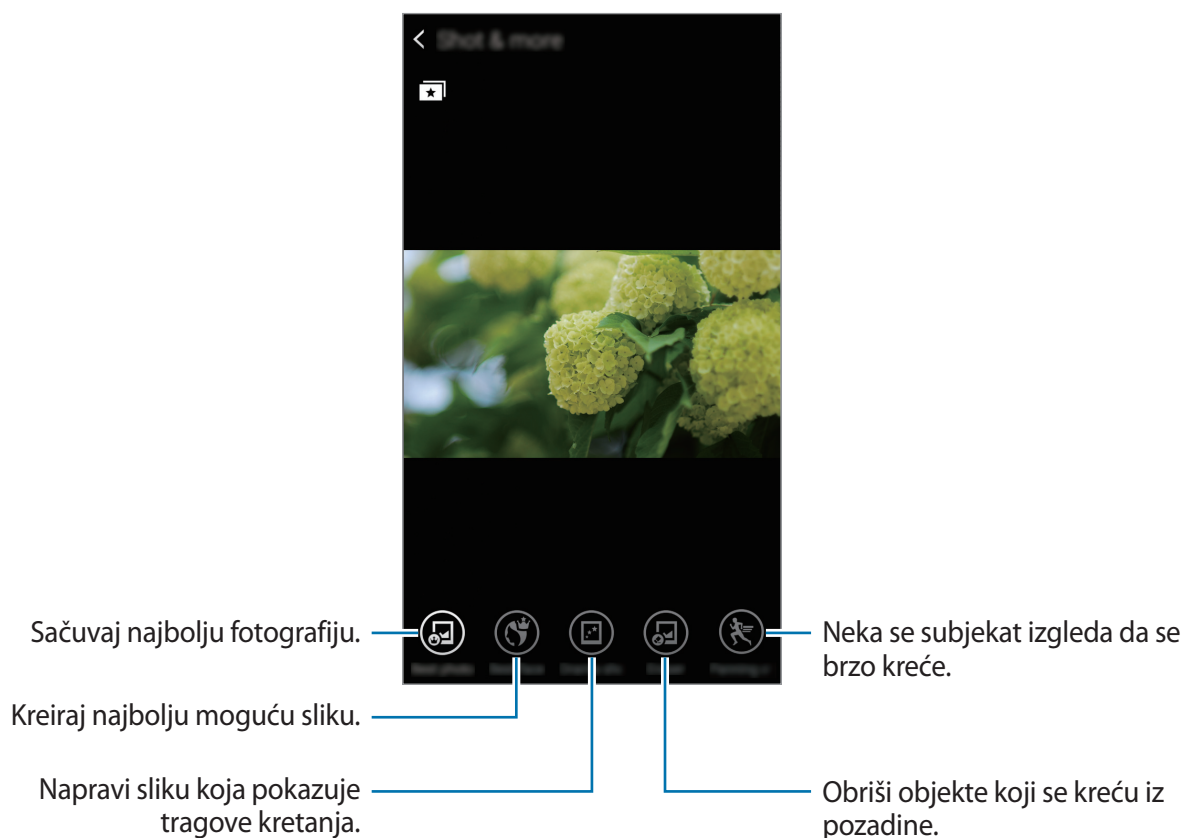 Shot & more
Sačuvaj najbolju fotografiju.
Kreiraj najbolju moguću sliku.
Napravi sliku koja pokazuje
tragove kretanja.
Neka se subjekat izgleda da se
brzo kreće.
Obriši objekte koji se kreću iz
pozadine.